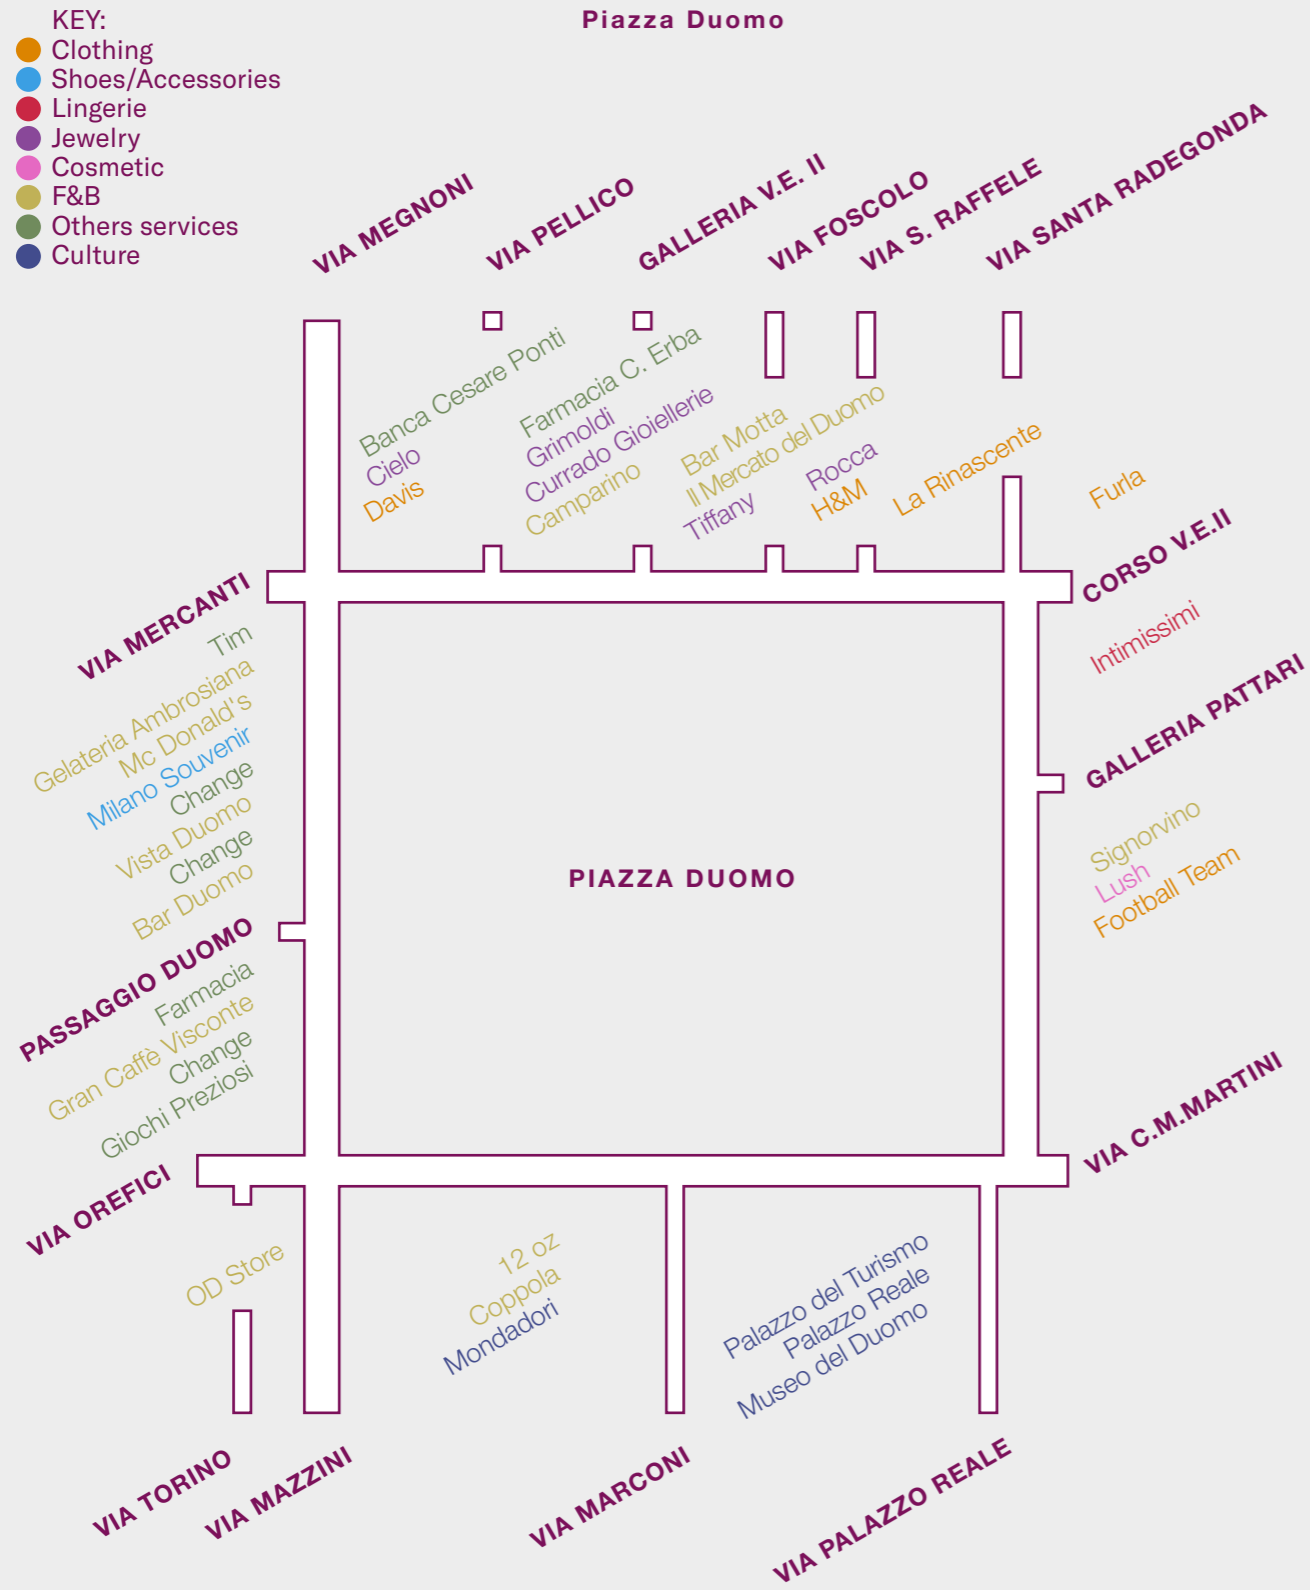 Piazza Duomo
KEY:
Clothing
Shoes/Accessories
Lingerie
Jewelry
Cosmetic
F&B
Others services
Culture
VIA MEGNONI
VIA PELLICO
GALLERIA V.E. II
VIA FOSCOLO
VIA S. RAFFELE
VIA SANTA RADEGONDA
Banca Cesare Ponti
Cielo
Davis
Farmacia C. Erba
Grimoldi
Currado Gioiellerie
Camparino
Bar Motta
Il Mercato del Duomo
Tiffany
Rocca
H&M
La Rinascente
Furla
CORSO V.E.II
Intimissimi
GALLERIA PATTARI
Signorvino
Lush
Football Team
VIA C.M.MARTINI
VIA MERCANTI
Tim
Gelateria Ambrosiana
Mc Donald's
Milano Souvenir
Change
Vista Duomo
Change
Bar Duomo
PASSAGGIO DUOMO
Farmacia
Gran Caffè Visconte
Change
Giochi Preziosi
VIA OREFICI
PIAZZA DUOMO
OD Store
12 oz
Coppola
Mondadori
Palazzo del Turismo
Palazzo Reale
Museo del Duomo
VIA TORINO
VIA MAZZINI
VIA MARCONI
VIA PALAZZO REALE